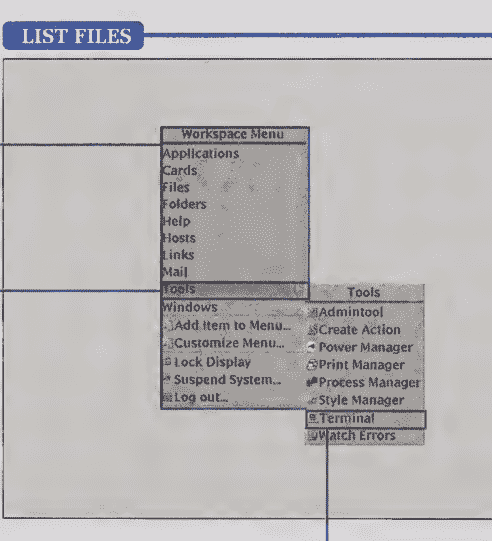 LIST FILES
Workspace Menu
Applications
Cards
Files
Folders
Help
Hosts
Links
Mail
Tools
Windows
Add Item to Menu...
Customize Menu...
Lock Display
Suspend System...
Log out...
Tools
Admintool
Create Action
Power Manager
Print Manager
Process Manager
Style Manager
Terminal
Watch Errors